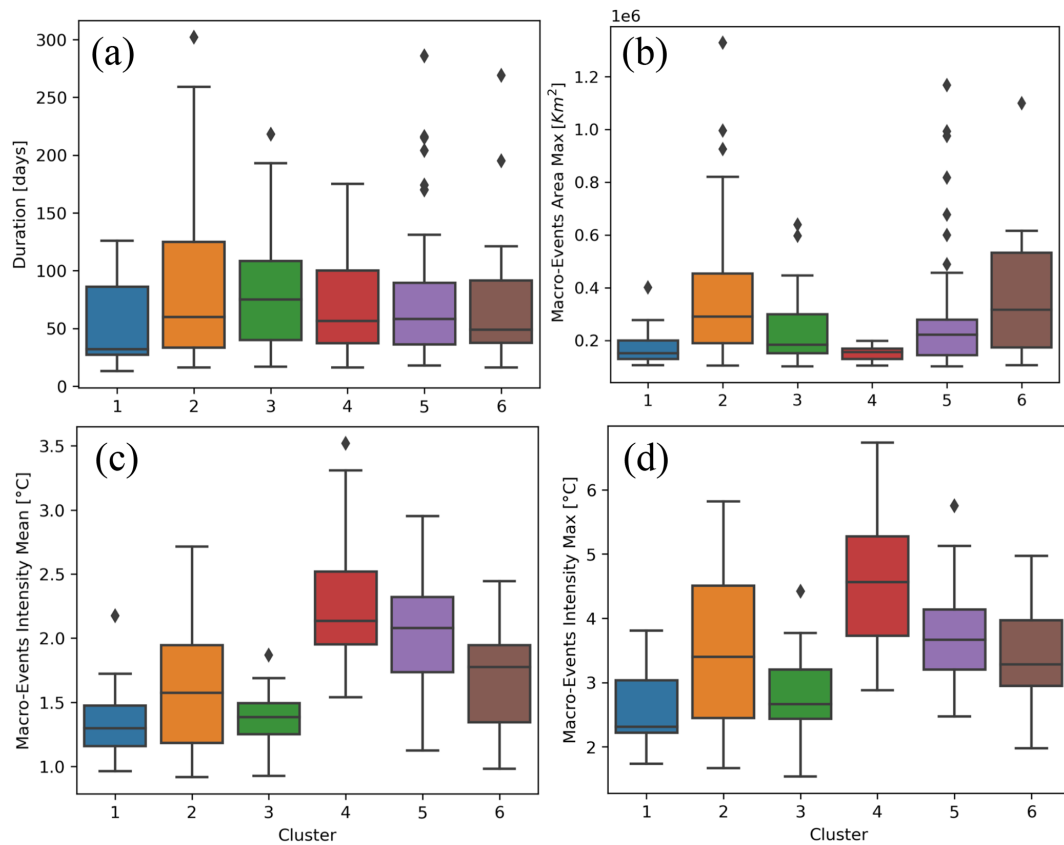 (a)
Duration [days]
300
250
200
150
100
50
0
1 2 3 4 5 6
1e6
(b)
Macro-Events Area Max [Km²]
1.2
1.0
0.8
0.6
0.4
0.2
1 2 3 4 5 6
(c)
Macro-Events Intensity Mean [°C]
3.5
3.0
2.5
2.0
1.5
1.0
1 2 3 4 5 6
Cluster
(d)
Macro-Events Intensity Max [°C]
6
5
4
3
2
1 2 3 4 5 6
Cluster